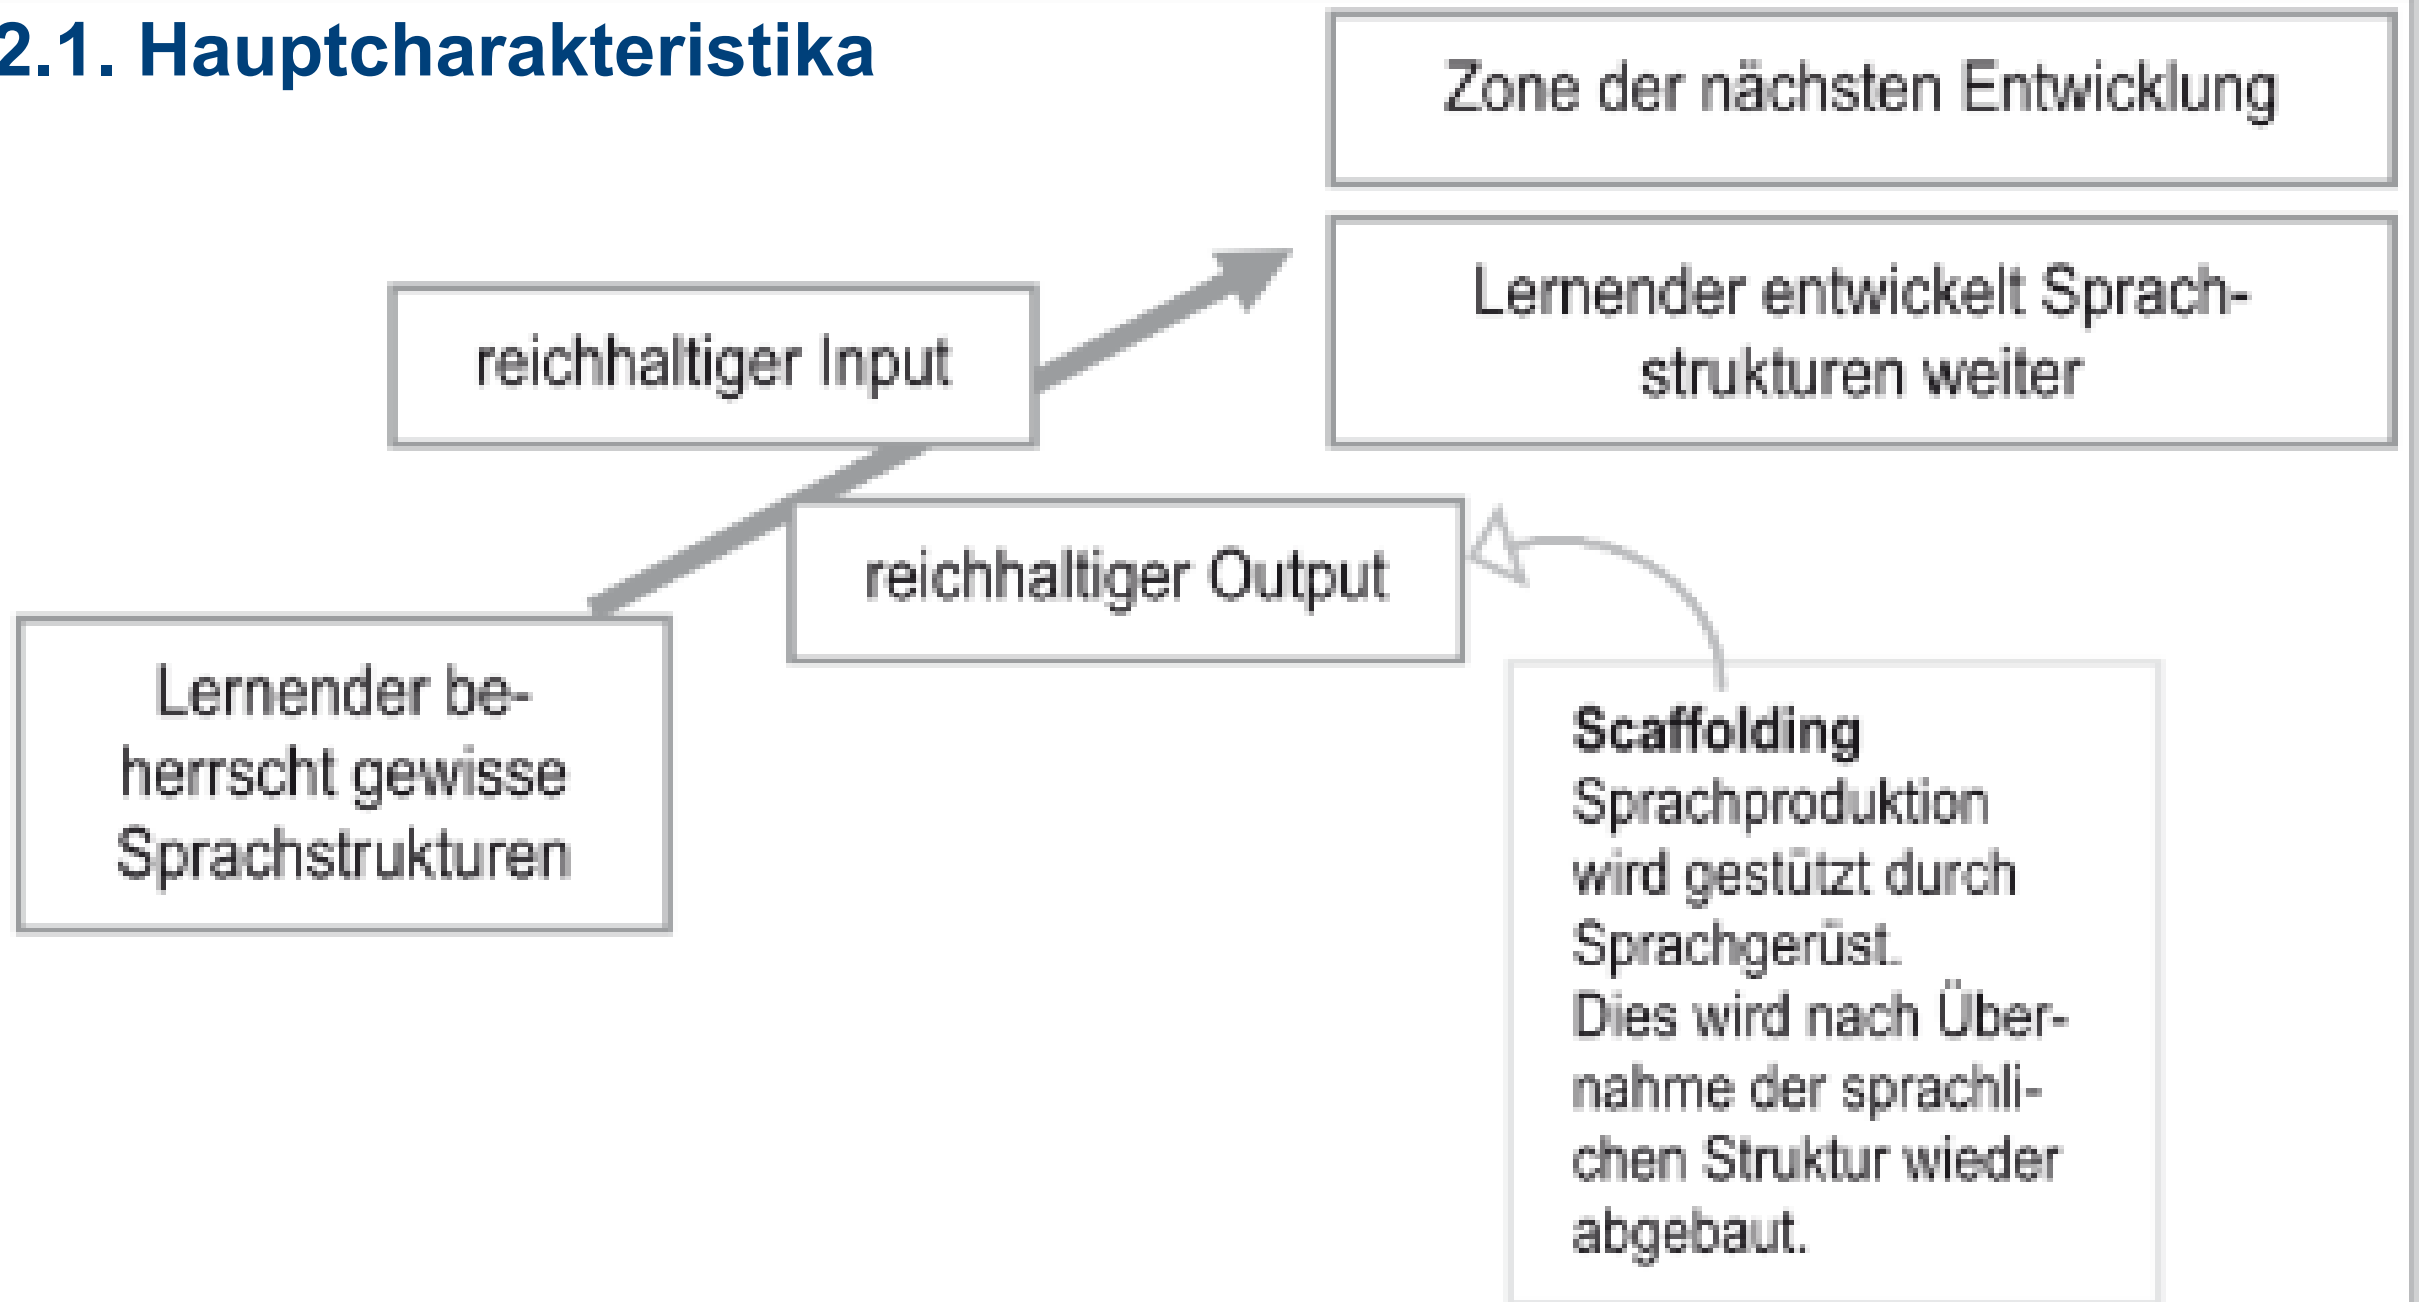 2.1. Hauptcharakteristika
Zone der nächsten Entwicklung
Lernender entwickelt Sprach-
strukturen weiter
reichhaltiger Input
reichhaltiger Output
Lernender be-
herrscht gewisse
Sprachstrukturen
Scaffolding
Sprachproduktion
wird gestützt durch
Sprachgerüst.
Dies wird nach Über-
nahme der sprachli-
chen Struktur wieder
abgebaut.